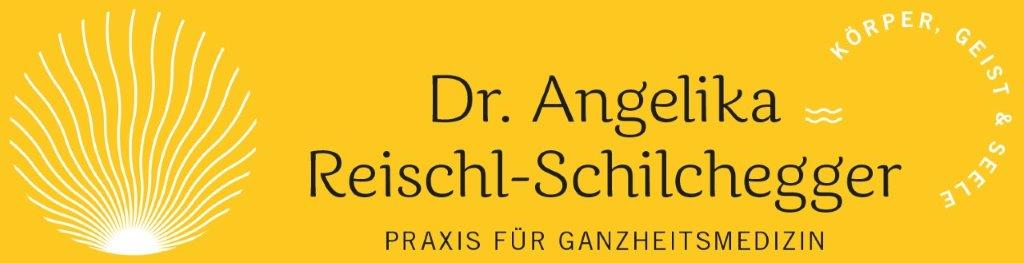 Dr. Angelika
Reischl-Schilchegger
PRAXIS FÜR GANZHEITSMEDIZIN
KÖRPER, GEIST & SEELE